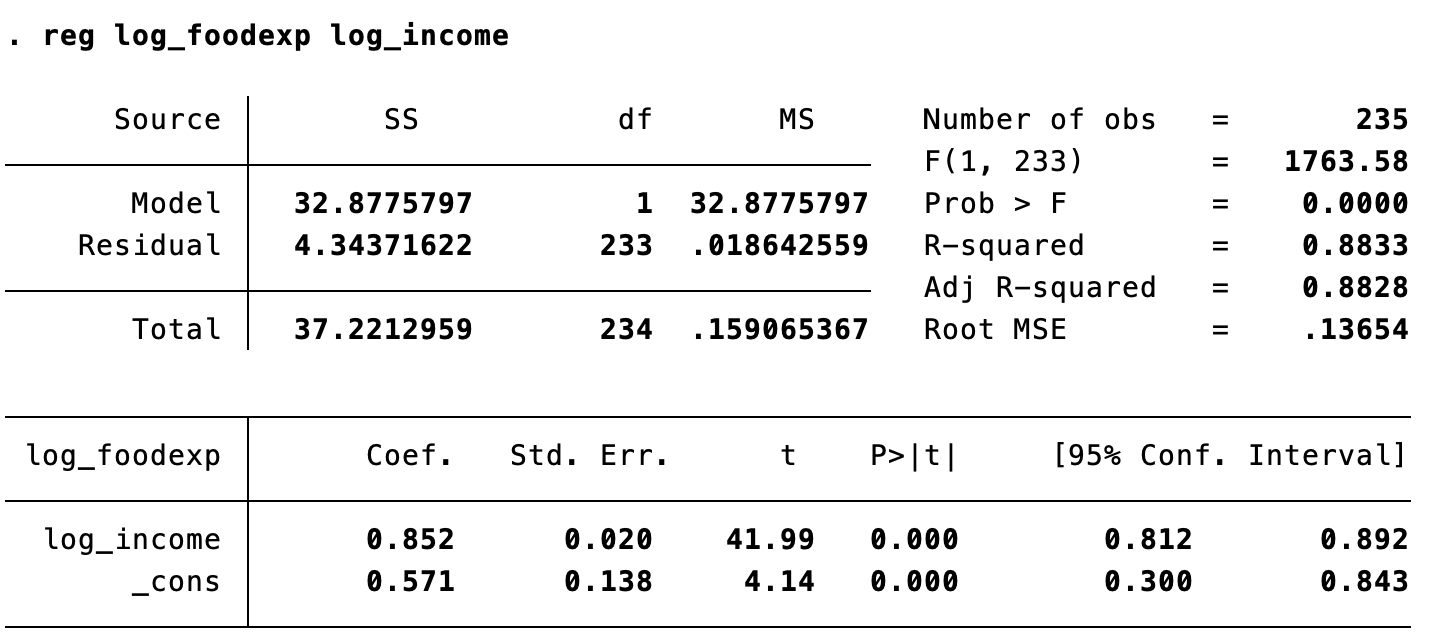 . reg log_foodexp log_income
Source SS df MS Number of obs = 235
F(1, 233) = 1763.58
Model 32.8775797 1 32.8775797 Prob > F = 0.0000
Residual 4.34371622 233 .018642559 R-squared = 0.8833
Adj R-squared = 0.8828
Total 37.2212959 234 .159065367 Root MSE = .13654
log_foodexp Coef. Std. Err. t P>|t| [95% Conf. Interval]
log_income 0.852 0.020 41.99 0.000 0.812 0.892
_cons 0.571 0.138 4.14 0.000 0.300 0.843